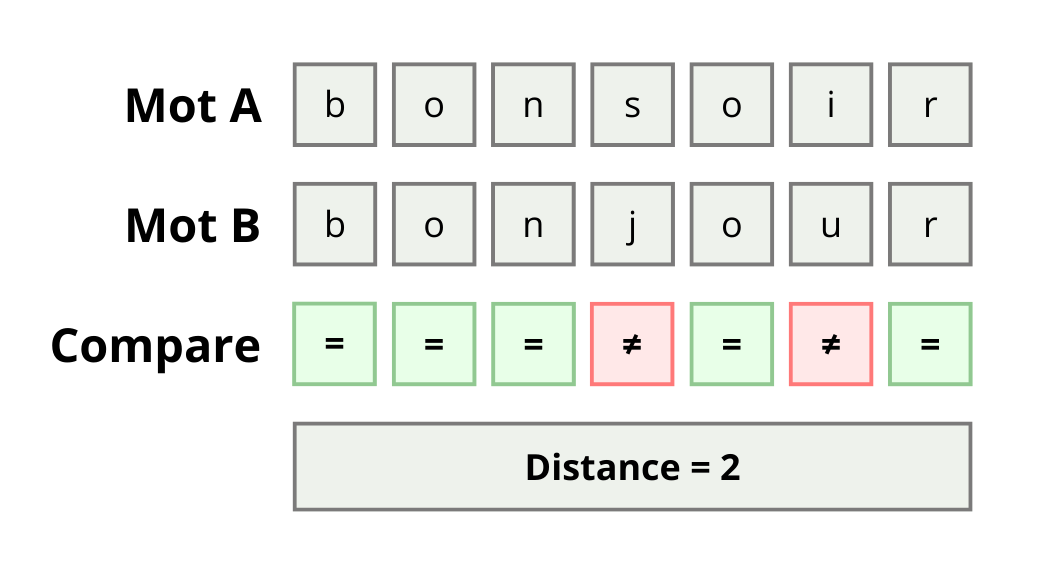 Mot A b o n s o i r
Mot B b o n j o u r
Compare = = = ≠ = ≠ =
Distance = 2